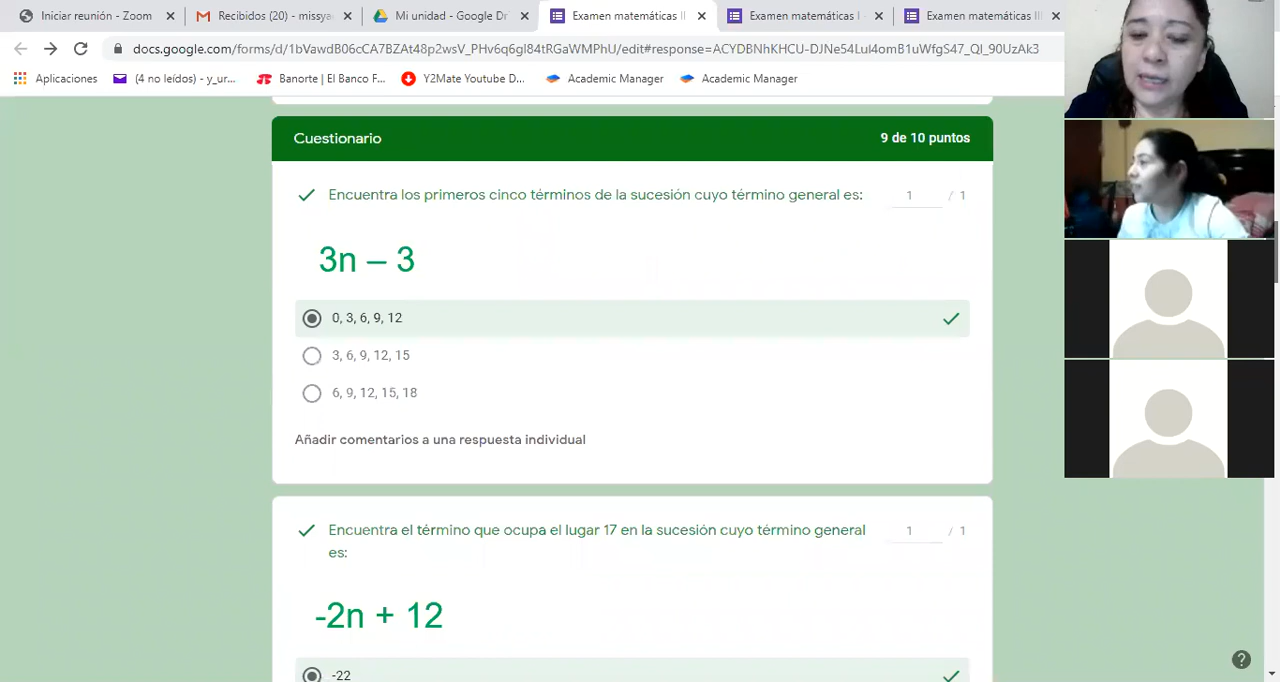 Iniciar reunión - Zoom
Recibidos (20) - missya
Mi unidad - Google Dr
Examen matemáticas II
Examen matemáticas I -
Examen matemáticas III
docs.google.com/forms/d/1bVawdB06cCA7BZAt48p2wsV_PHv6q6gl84tRGaWMPhU/edit#response=ACYDBNhKHCU-DJNe54Lul4omB1uWfgS47_QI_90UzAk3
Aplicaciones
(4 no leídos) - y_ur...
Banorte | El Banco F...
Y2Mate Youtube D...
Academic Manager
Academic Manager
Cuestionario
9 de 10 puntos
Encuentra los primeros cinco términos de la sucesión cuyo término general es:
1 / 1
3n – 3
0, 3, 6, 9, 12
3, 6, 9, 12, 15
6, 9, 12, 15, 18
Añadir comentarios a una respuesta individual
Encuentra el término que ocupa el lugar 17 en la sucesión cuyo término general
es:
1 / 1
-2n + 12
-22